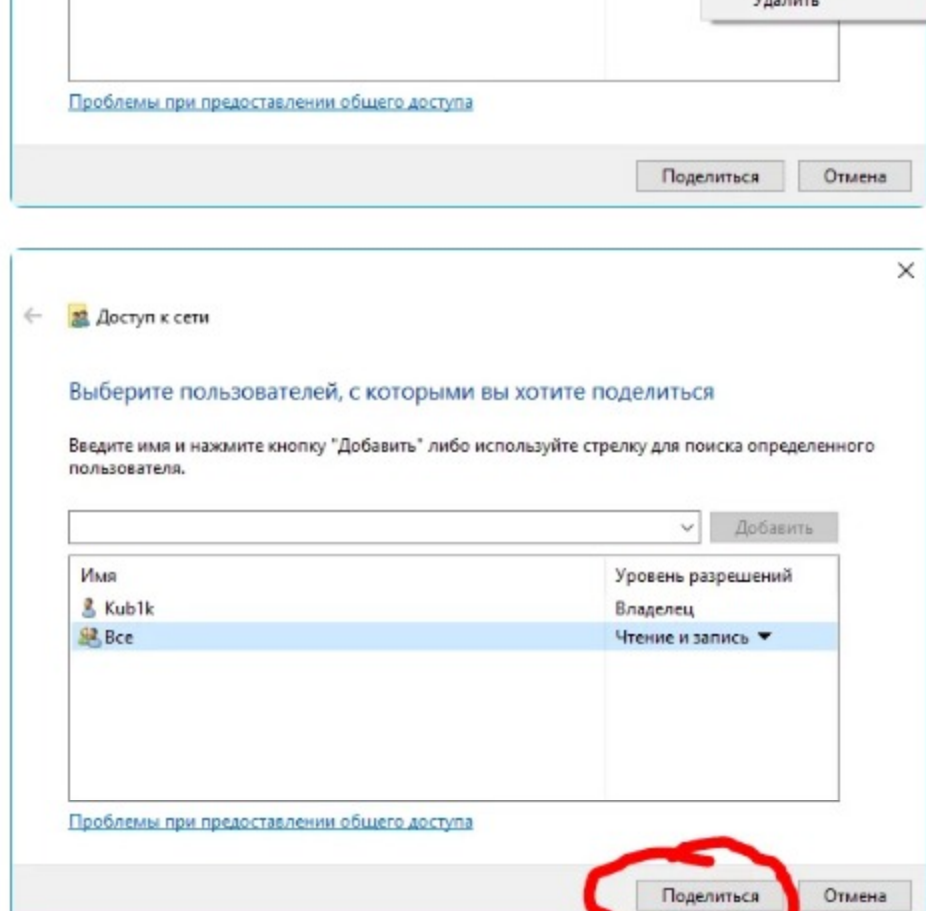 Удалить
Проблемы при предоставлении общего доступа
Поделиться
Отмена
Доступ к сети
Выберите пользователей, с которыми вы хотите поделиться
Введите имя и нажмите кнопку "Добавить" либо используйте стрелку для поиска определенного
пользователя.
Добавить
Имя
Уровень разрешений
Kub1k
Владелец
Все
Чтение и запись
Проблемы при предоставлении общего доступа
Поделиться
Отмена